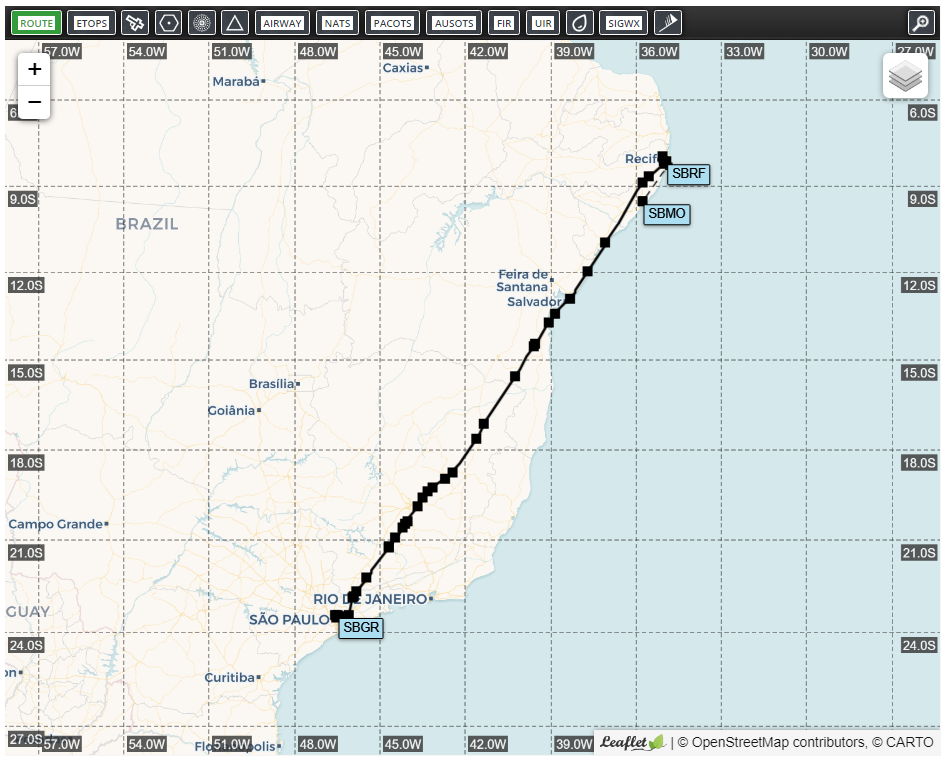 ROUTE ETOPS AIRWAY NATS PACOTS AUSOTS FIR UIR SIGWX
57.0W 54.0W 51.0W 48.0W 45.0W 42.0W 39.0W 36.0W 33.0W 30.0W 27.0W
+
Caxias
Marabá
−
6.0S
Recif
SBRF
9.0S 9.0S
SBMO
BRAZIL
Feira de
Santana
12.0S 12.0S
Salvador
15.0S 15.0S
Brasília
Goiânia
18.0S 18.0S
Campo Grande
21.0S 21.0S
RIO DE JANEIRO
GUAY
SÃO PAULO
SBGR
24.0S 24.0S
Curitiba
27.0S 57.0W 54.0W 51.0W 48.0W 45.0W 42.0W 39.0W
Leaflet | © OpenStreetMap contributors, © CARTO